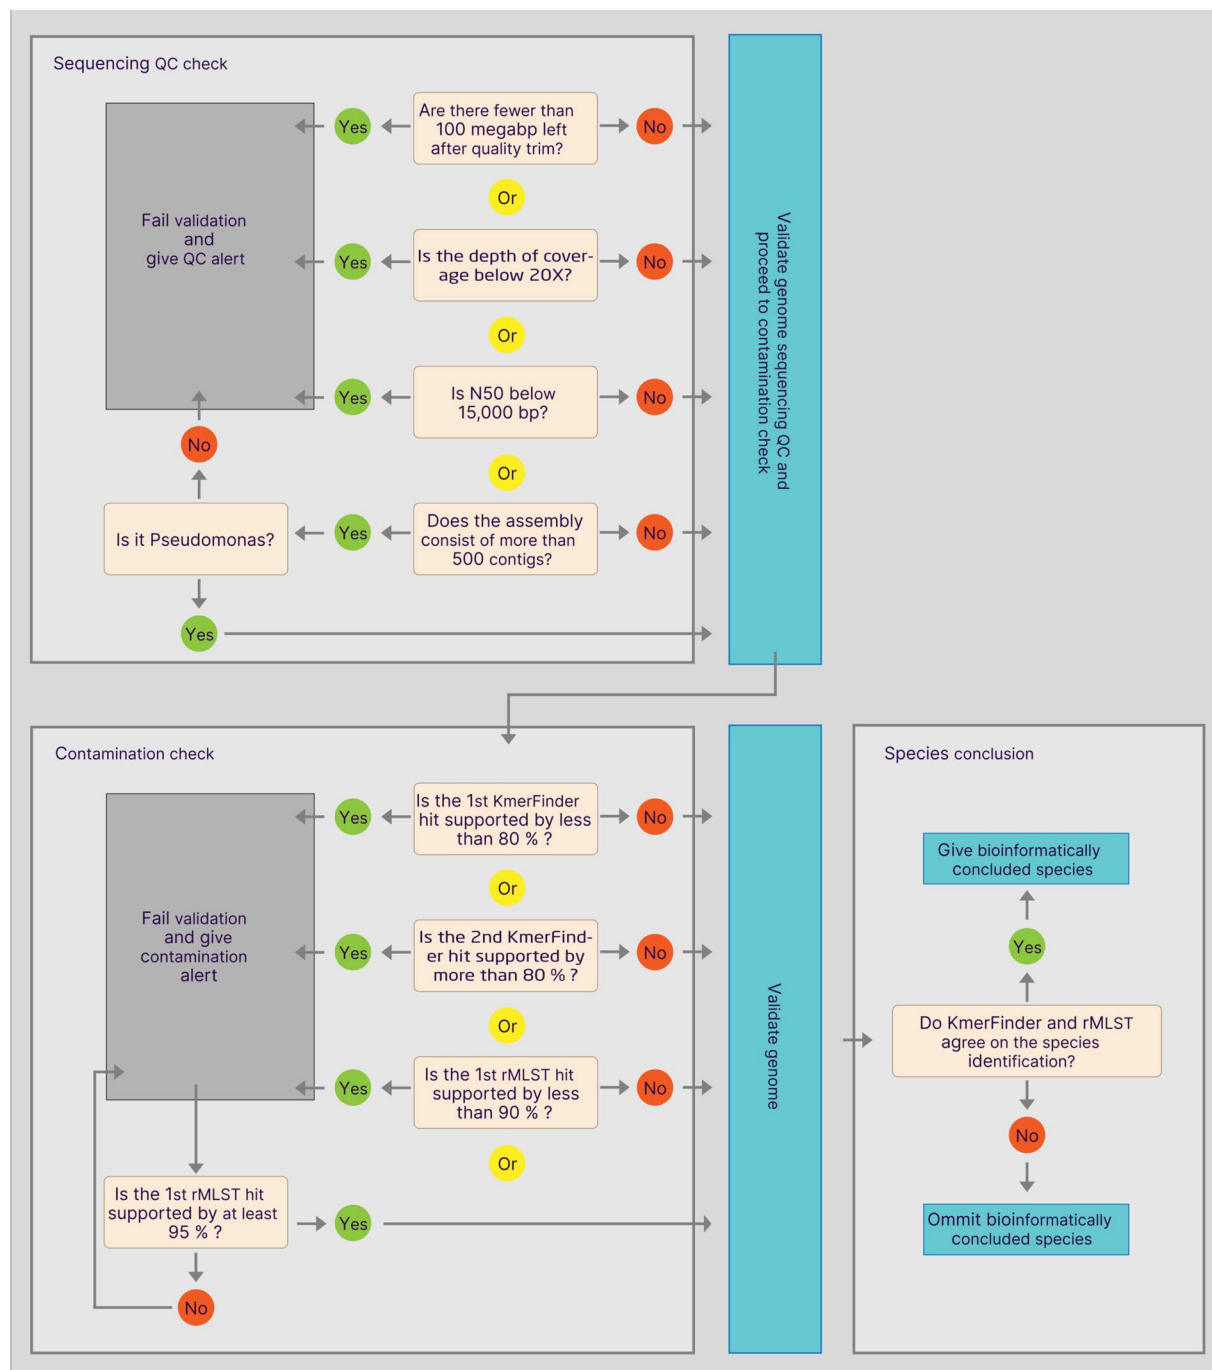 Sequencing QC check
Are there fewer than
100 megabp left
after quality trim?
Yes
No
Or
Fail validation
and
give QC alert
Is the depth of cover-
age below 20X?
Yes
No
Or
Is N50 below
15,000 bp?
Yes
No
Or
No
Does the assembly
consist of more than
500 contigs?
Yes
No
Is it Pseudomonas?
Yes
Validate genome sequencing QC and
proceed to contamination check
Contamination check
Is the 1st KmerFinder
hit supported by less
than 80 % ?
Yes
No
Or
Fail validation
and give
contamination
alert
Is the 2nd KmerFind-
er hit supported by
more than 80 % ?
Yes
No
Or
Is the 1st rMLST hit
supported by less
than 90 % ?
Yes
No
Or
Is the 1st rMLST hit
supported by at least
95 % ?
Yes
No
Validate genome
Species conclusion
Give bioinformatically
concluded species
Yes
Do KmerFinder and rMLST
agree on the species
identification?
No
Ommit bioinformatically
concluded species